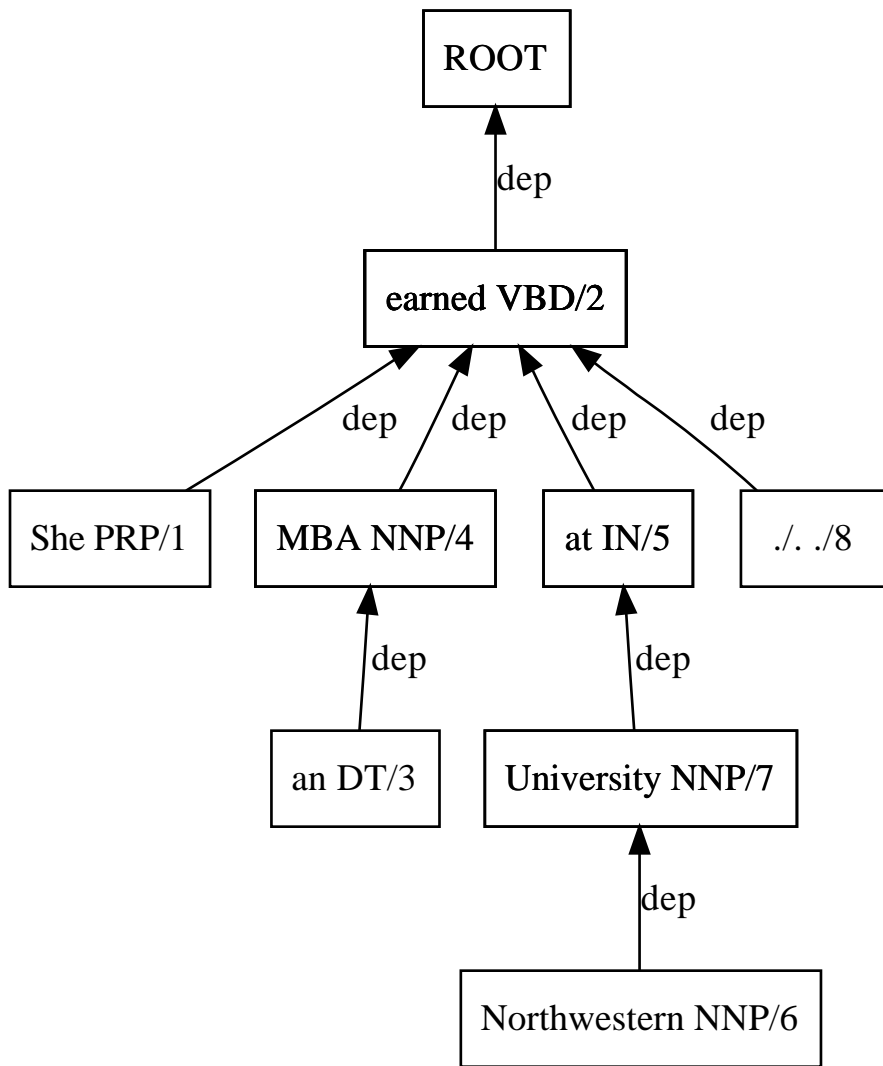 ROOT
dep
earned VBD/2
dep dep dep dep
She PRP/1 MBA NNP/4 at IN/5 ./. ./8
dep dep
an DT/3 University NNP/7
dep
Northwestern NNP/6